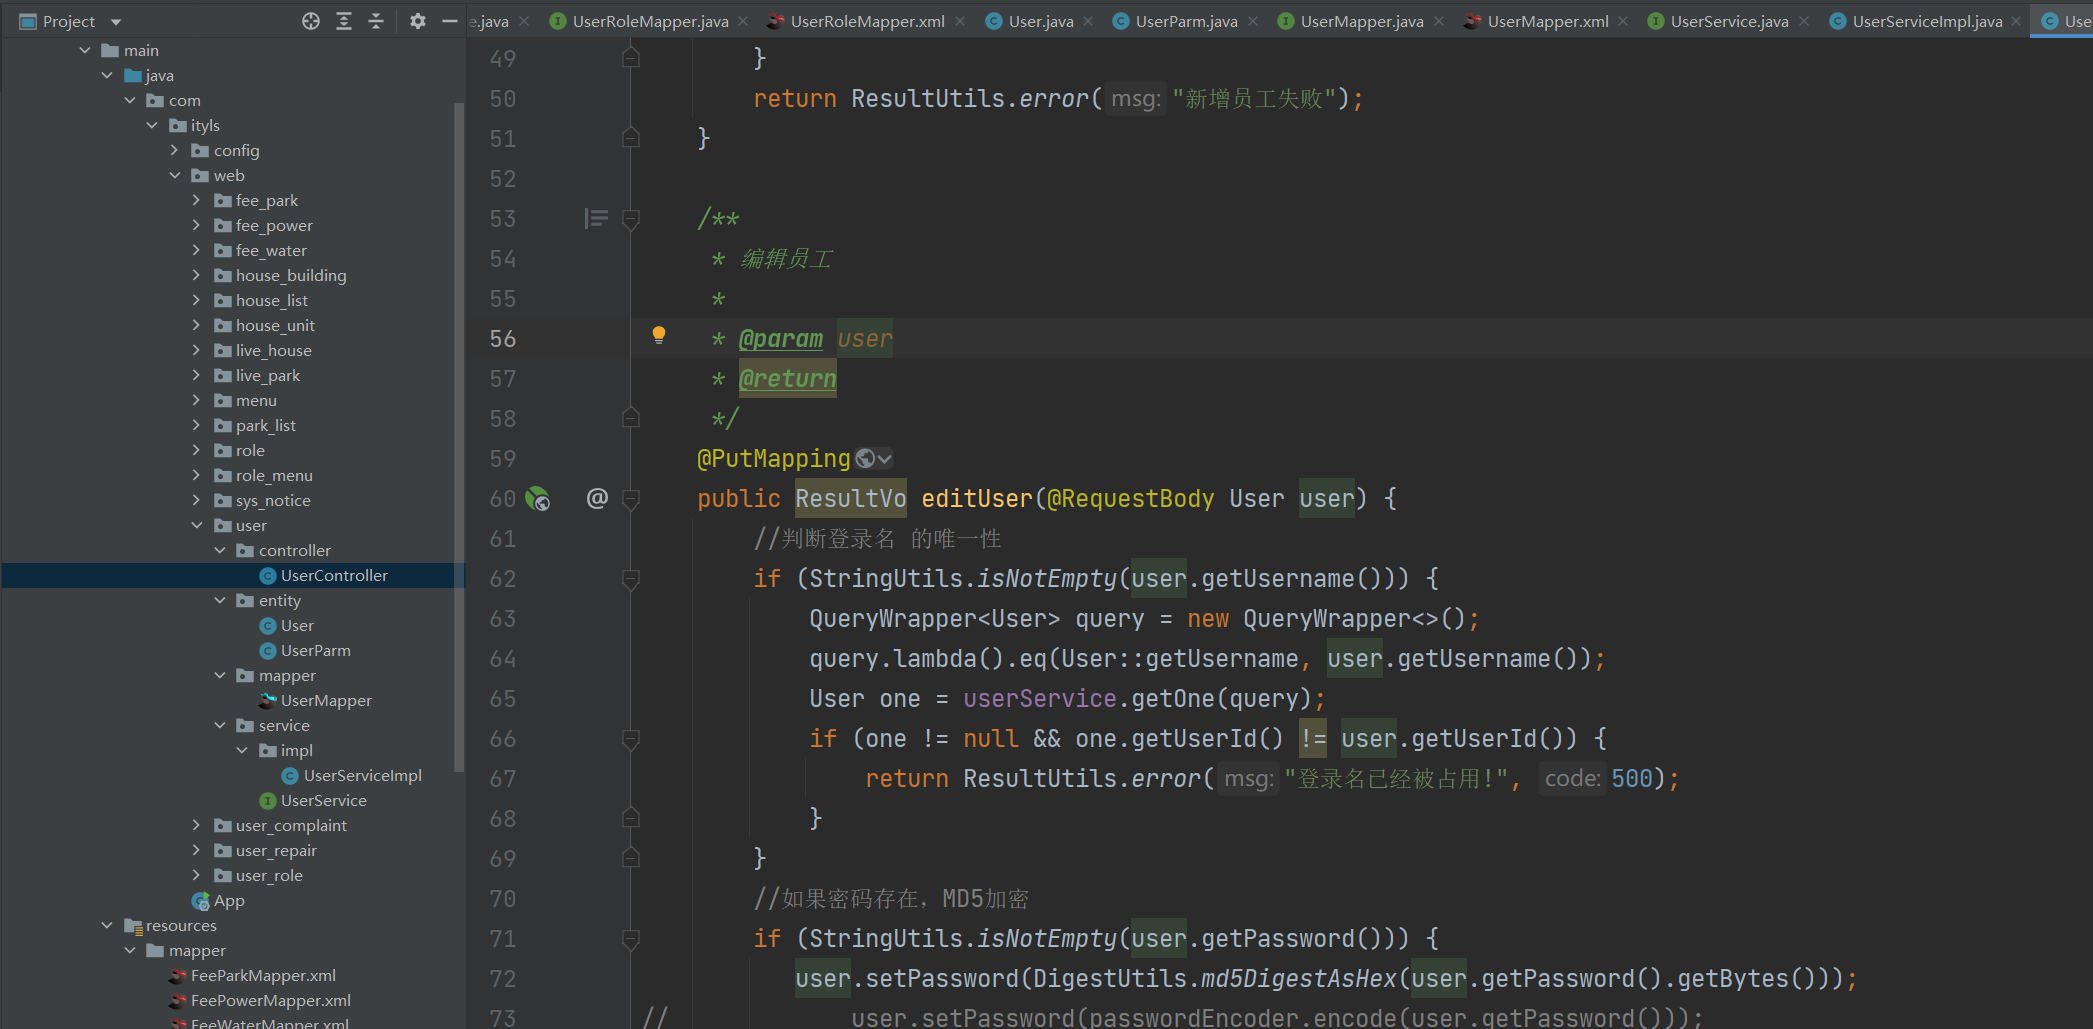 Project
e.java
UserRoleMapper.java
UserRoleMapper.xml
User.java
UserParm.java
UserMapper.java
UserMapper.xml
UserService.java
UserServiceImpl.java
Use
main
java
com
ityls
config
web
fee_park
fee_power
fee_water
house_building
house_list
house_unit
live_house
live_park
menu
park_list
role
role_menu
sys_notice
user
controller
UserController
entity
User
UserParm
mapper
UserMapper
service
impl
UserServiceImpl
UserService
user_complaint
user_repair
user_role
App
resources
mapper
FeeParkMapper.xml
FeePowerMapper.xml
FeeWaterMapper.xml
49 }
50 return ResultUtils.error( msg: "新增员工失败");
51 }
52
53 /**
54 * 编辑员工
55 *
56 * @param user
57 * @return
58 */
59 @PutMapping
60 @ public ResultVo editUser(@RequestBody User user) {
61 //判断登录名 的唯一性
62 if (StringUtils.isNotEmpty(user.getUsername())) {
63 QueryWrapper<User> query = new QueryWrapper<>();
64 query.lambda().eq(User::getUsername, user.getUsername());
65 User one = userService.getOne(query);
66 if (one != null && one.getUserId() != user.getUserId()) {
67 return ResultUtils.error( msg: "登录名已经被占用!", code: 500);
68 }
69 }
70 //如果密码存在，MD5加密
71 if (StringUtils.isNotEmpty(user.getPassword())) {
72 user.setPassword(DigestUtils.md5DigestAsHex(user.getPassword().getBytes()));
73 // user.setPassword(passwordEncoder.encode(user.getPassword()));